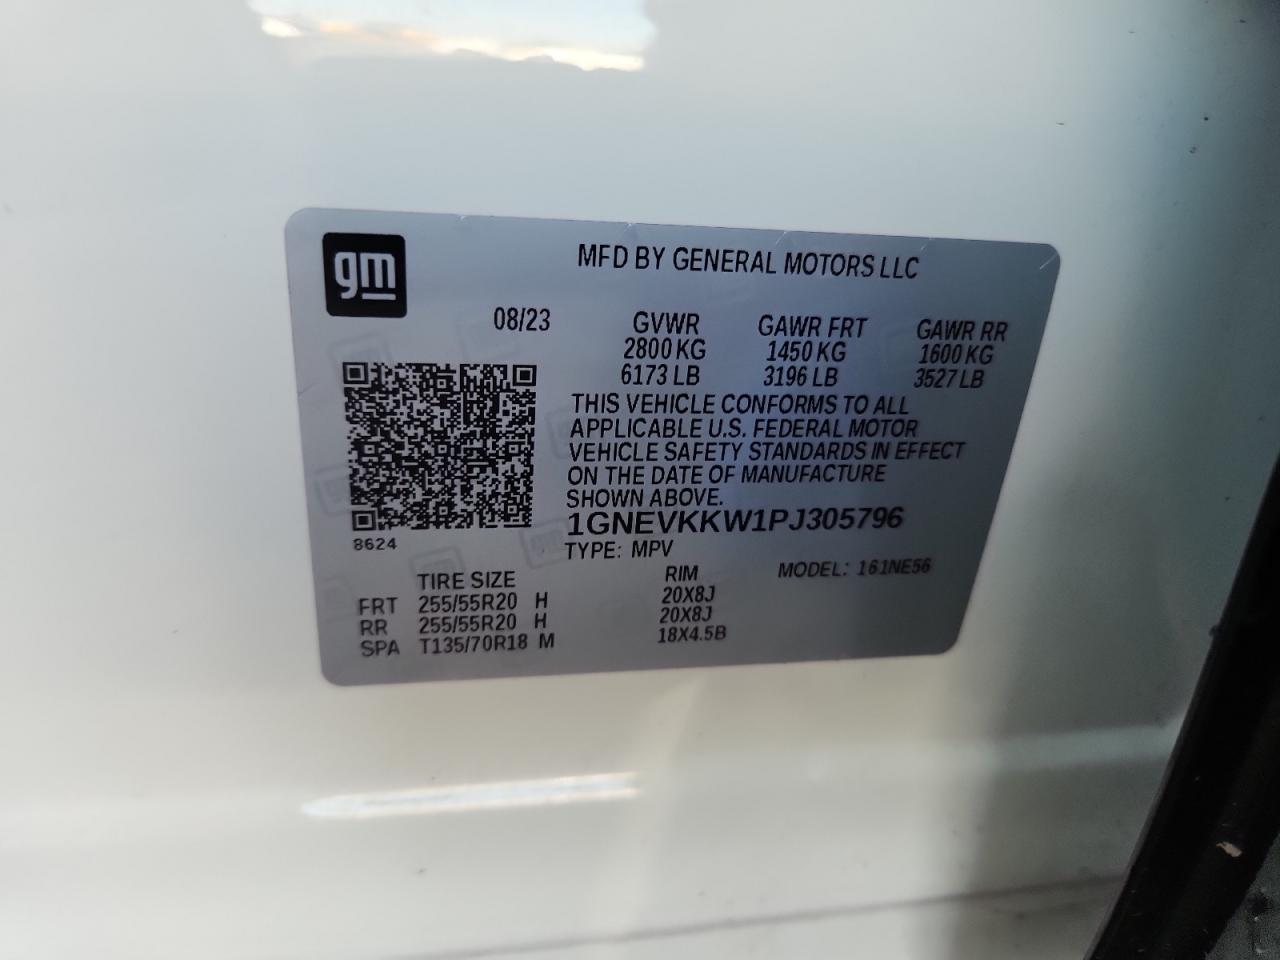 gm
MFD BY GENERAL MOTORS LLC
08/23 GVWR GAWR FRT GAWR RR
2800 KG 1450 KG 1600 KG
6173 LB 3196 LB 3527 LB
THIS VEHICLE CONFORMS TO ALL
APPLICABLE U.S. FEDERAL MOTOR
VEHICLE SAFETY STANDARDS IN EFFECT
ON THE DATE OF MANUFACTURE
SHOWN ABOVE.
1GNEVKKW1PJ305796
8624
TYPE: MPV MODEL: 161NE56
TIRE SIZE RIM
FRT 255/55R20 H 20X8J
RR 255/55R20 H 20X8J
SPA T135/70R18 M 18X4.5B